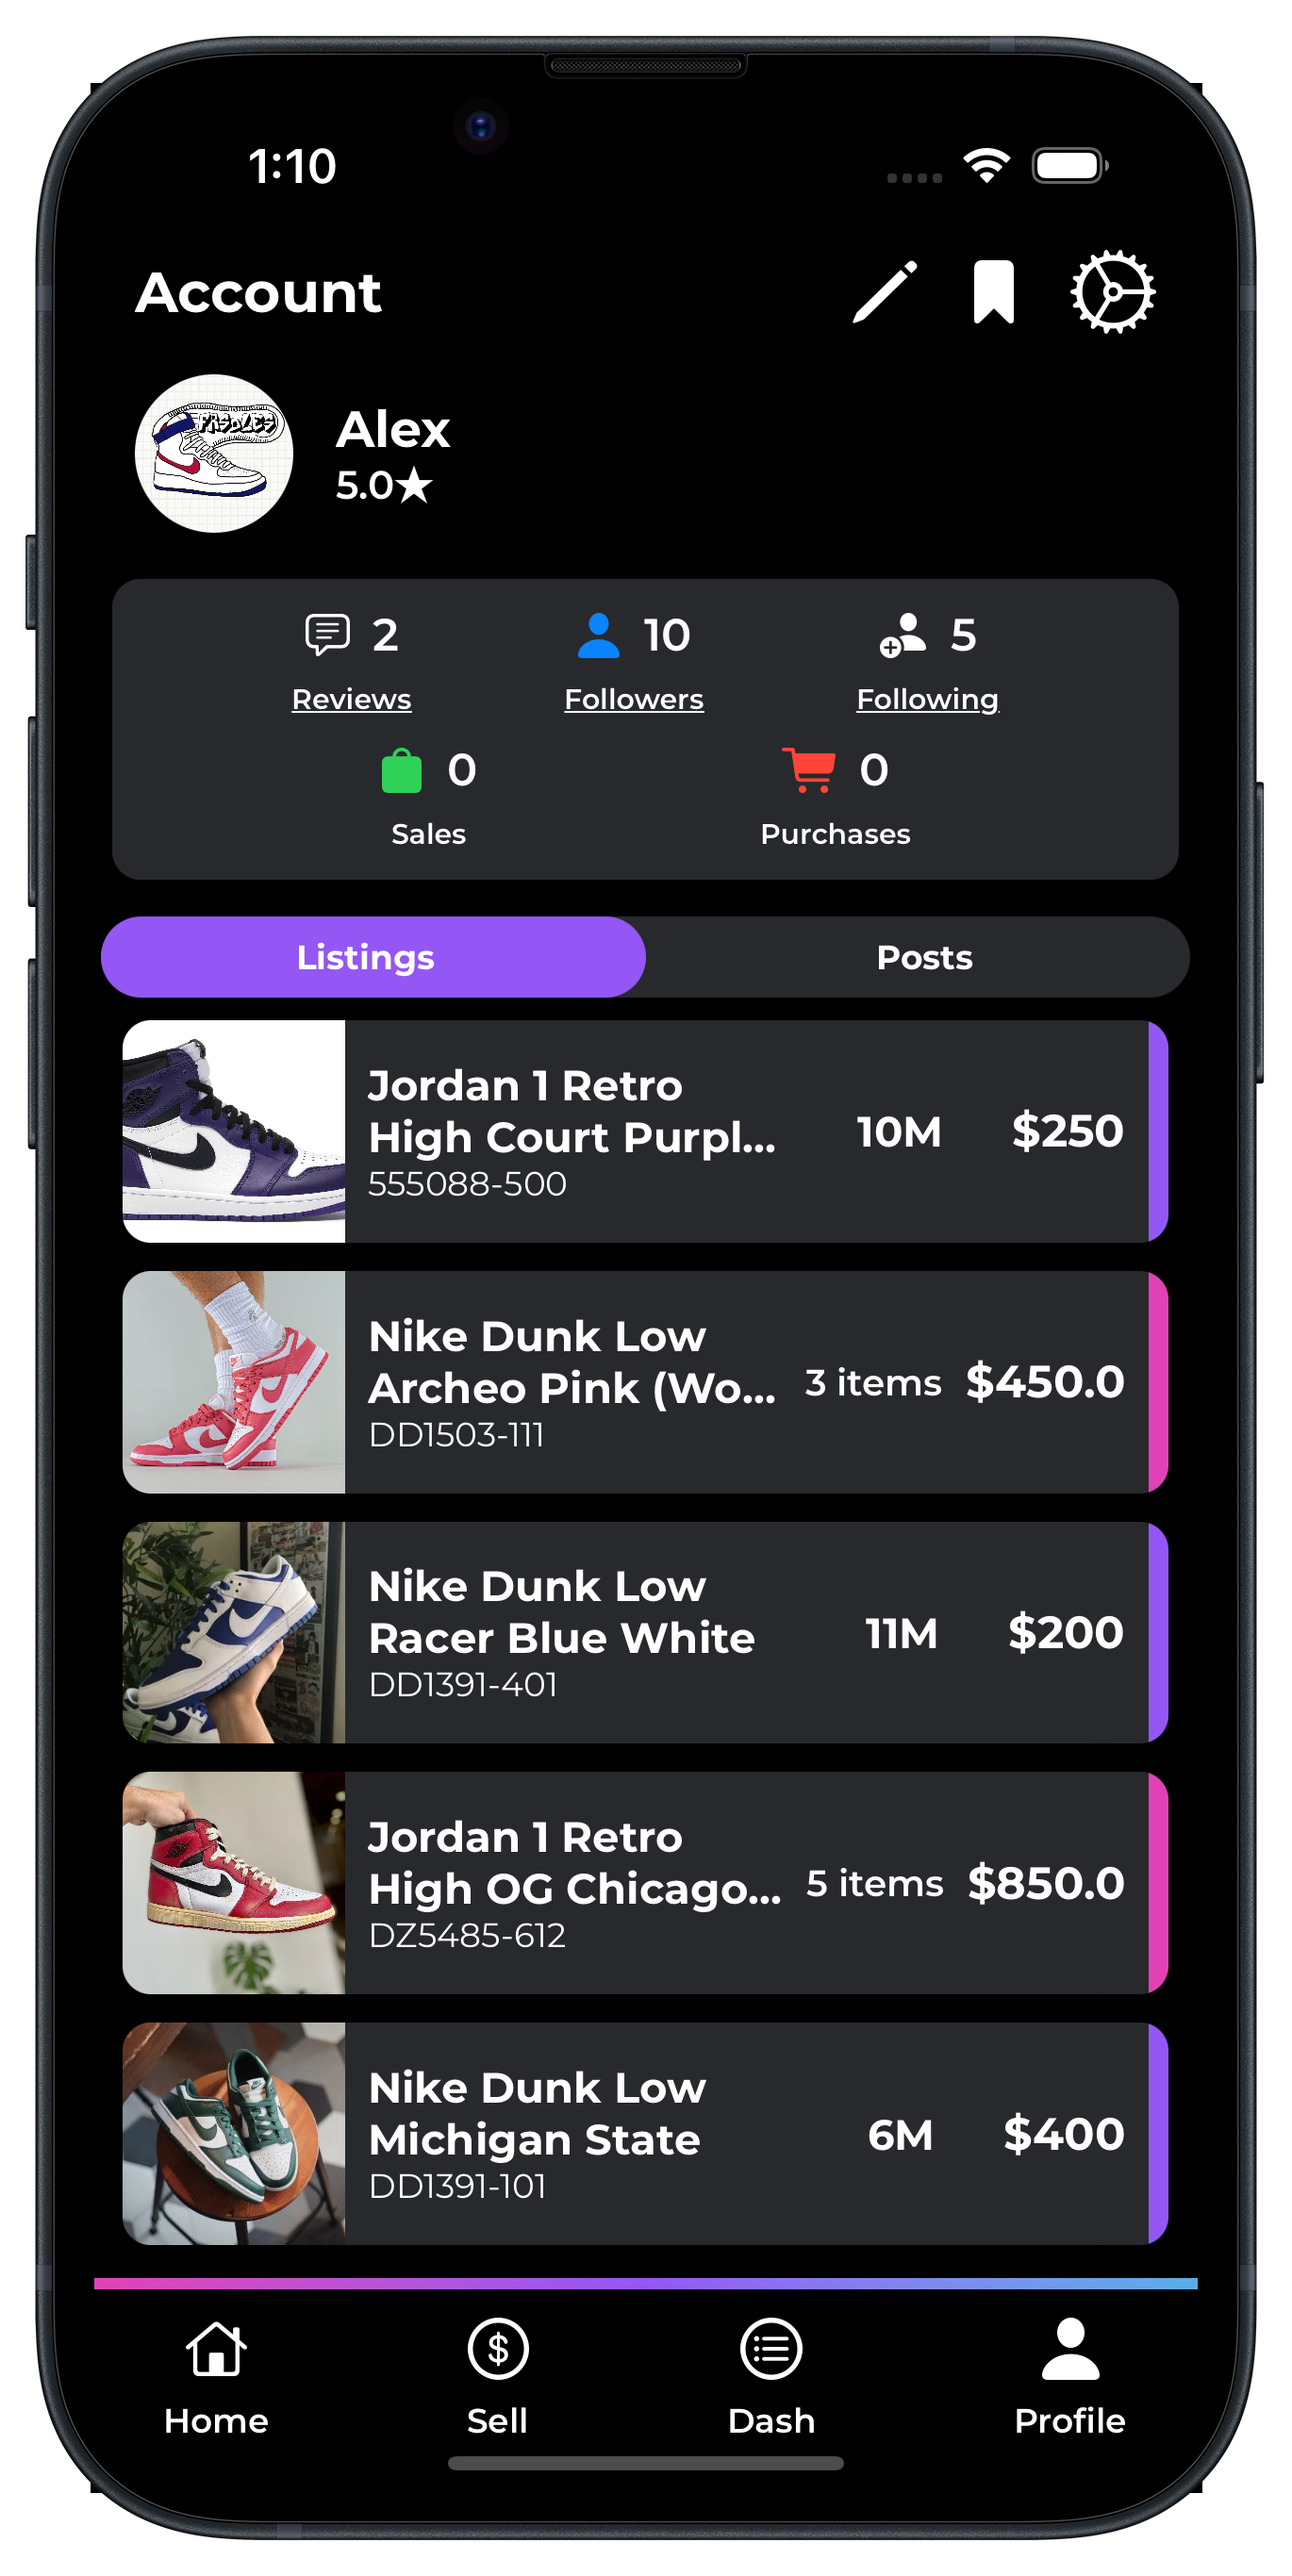 1:10
Account
FRSOLES
Alex
5.0★
2
10
5
Reviews
Followers
Following
0
0
Sales
Purchases
Listings
Posts
Jordan 1 Retro
High Court Purpl...
555088-500
10M
$250
Nike Dunk Low
Archeo Pink (Wo...
DD1503-111
3 items
$450.0
Nike Dunk Low
Racer Blue White
DD1391-401
11M
$200
Jordan 1 Retro
High OG Chicago...
DZ5485-612
5 items
$850.0
Nike Dunk Low
Michigan State
DD1391-101
6M
$400
Home
Sell
Dash
Profile